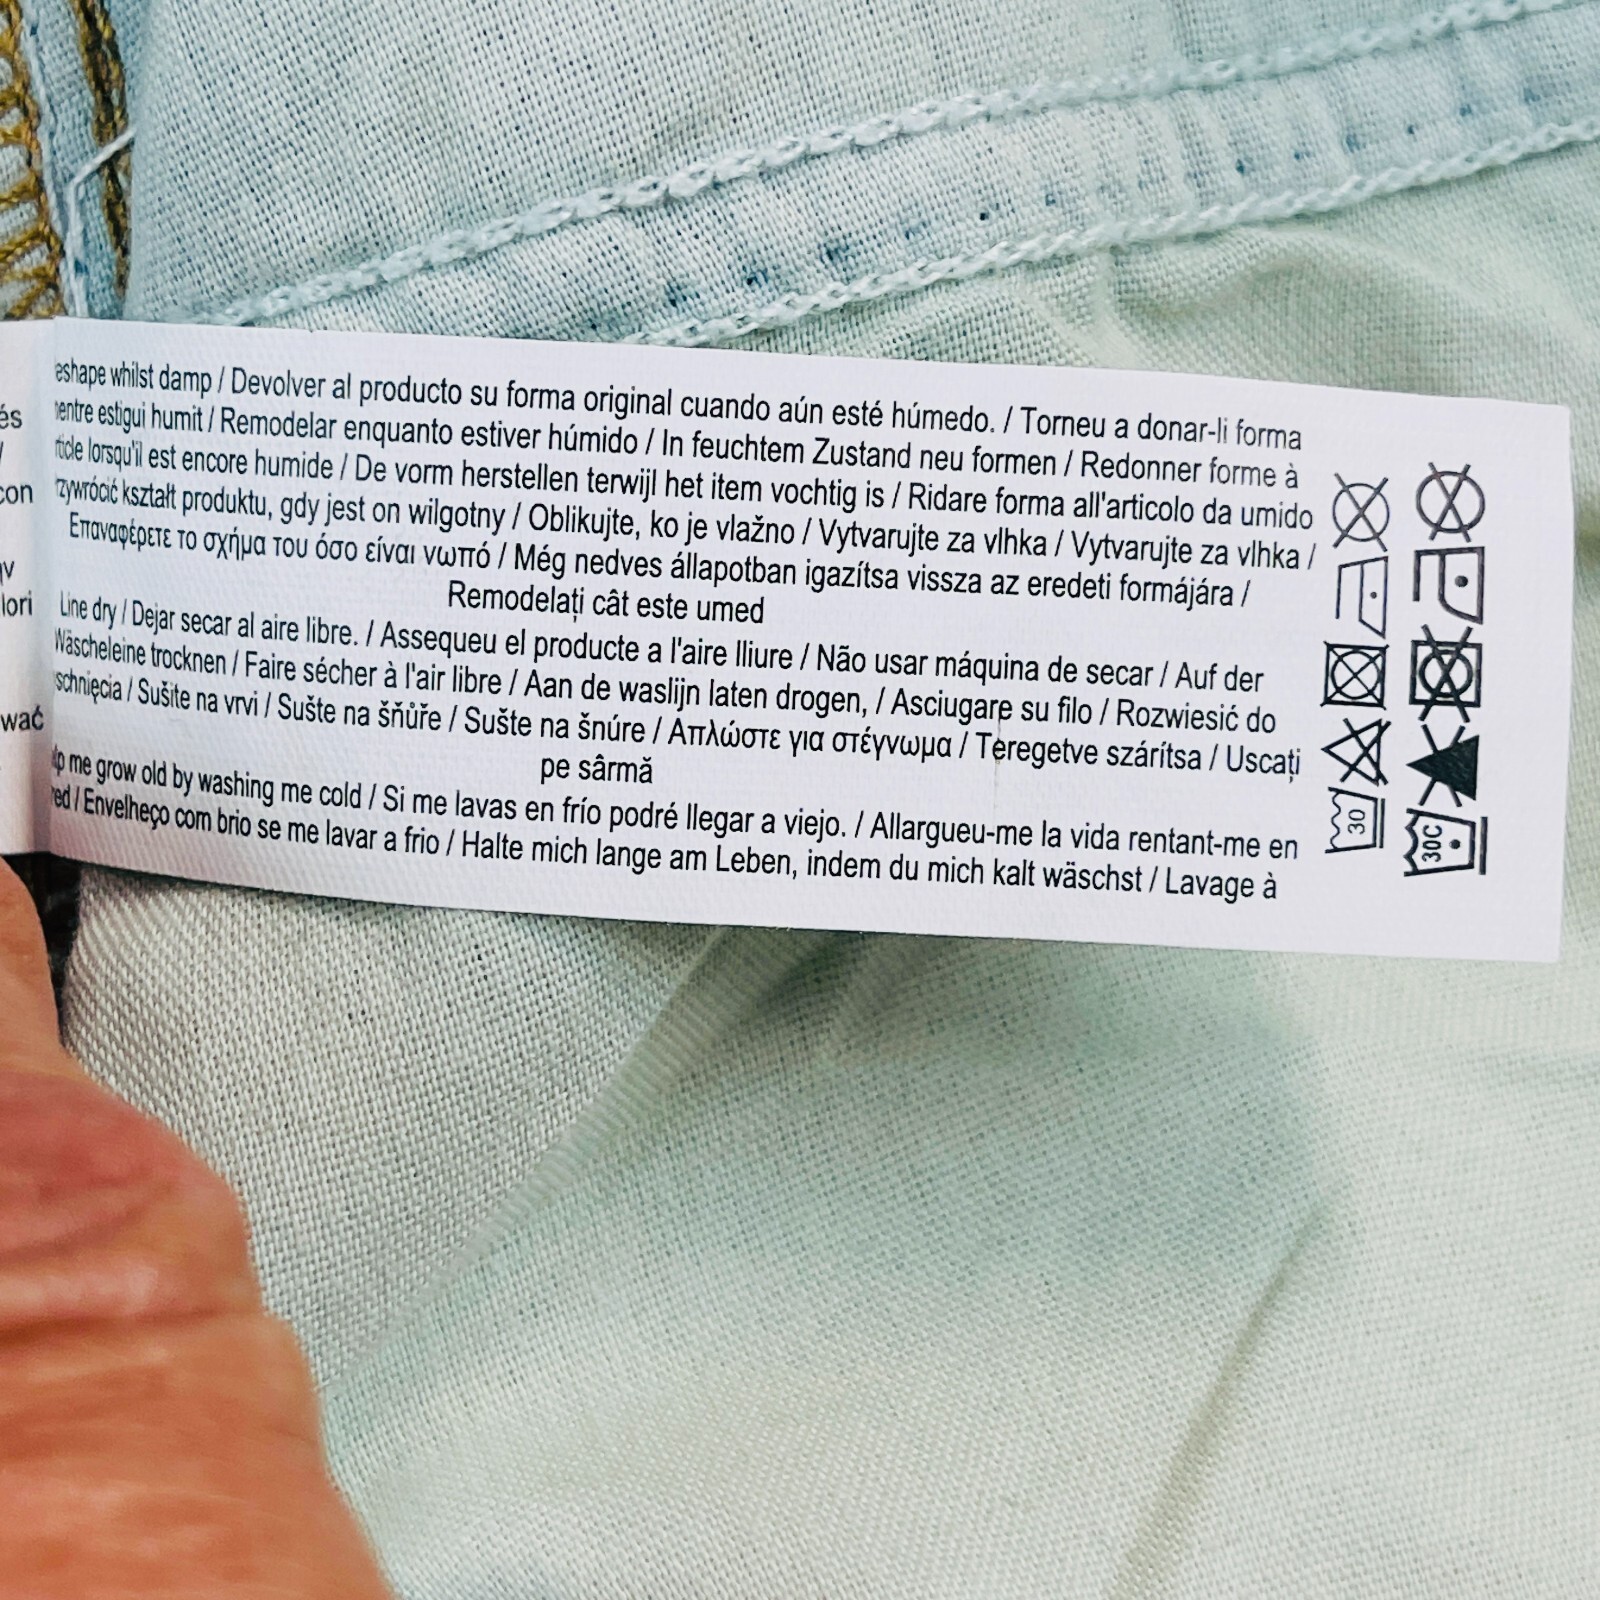 és
con
lori
wać
eshape whilst damp / Devolver al producto su forma original cuando aún esté húmedo. / Torneu a donar-li forma
mentre estigui humit / Remodelar enquanto estiver húmido / In feuchtem Zustand neu formen / Redonner forme à
rticle lorsqu'il est encore humide / De vorm herstellen terwijl het item vochtig is / Ridare forma all'articolo da umido
rzywrócić kształt produktu, gdy jest on wilgotny / Oblikujte, ko je vlažno / Vytvarujte za vlhka / Vytvarujte za vlhka /
Επαναφέρετε το σχήμα του όσο είναι νωπό / Még nedves állapotban igazítsa vissza az eredeti formájára /
Remodelați cât este umed
Line dry / Dejar secar al aire libre. / Assequeu el producte a l'aire lliure / Não usar máquina de secar / Auf der
Wäscheleine trocknen / Faire sécher à l'air libre / Aan de waslijn laten drogen, / Asciugare su filo / Rozwiesić do
schnięcia / Sušite na vrvi / Sušte na šňůře / Sušte na šnúre / Απλώστε για στέγνωμα / Teregetve szárítsa / Uscați
pe sârmă
lp me grow old by washing me cold / Si me lavas en frío podré llegar a viejo. / Allargueu-me la vida rentant-me en
red / Envelheço com brio se me lavar a frio / Halte mich lange am Leben, indem du mich kalt wäschst / Lavage à
30
30C